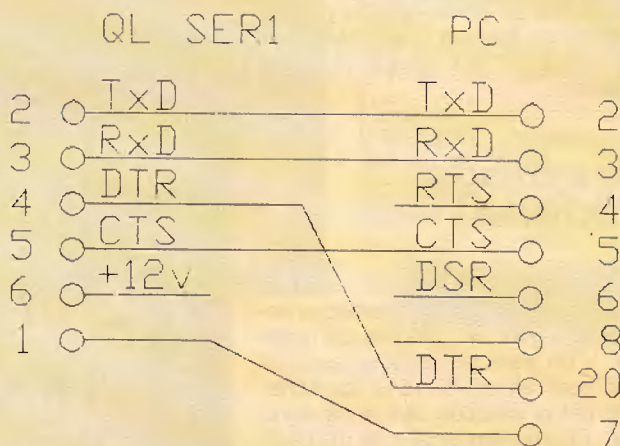 QL SER1 PC
2 TxD TxD 2
3 RxD RxD 3
4 DTR RTS 4
5 CTS CTS 5
6 +12v DSR 6
1 8
DTR 20
7